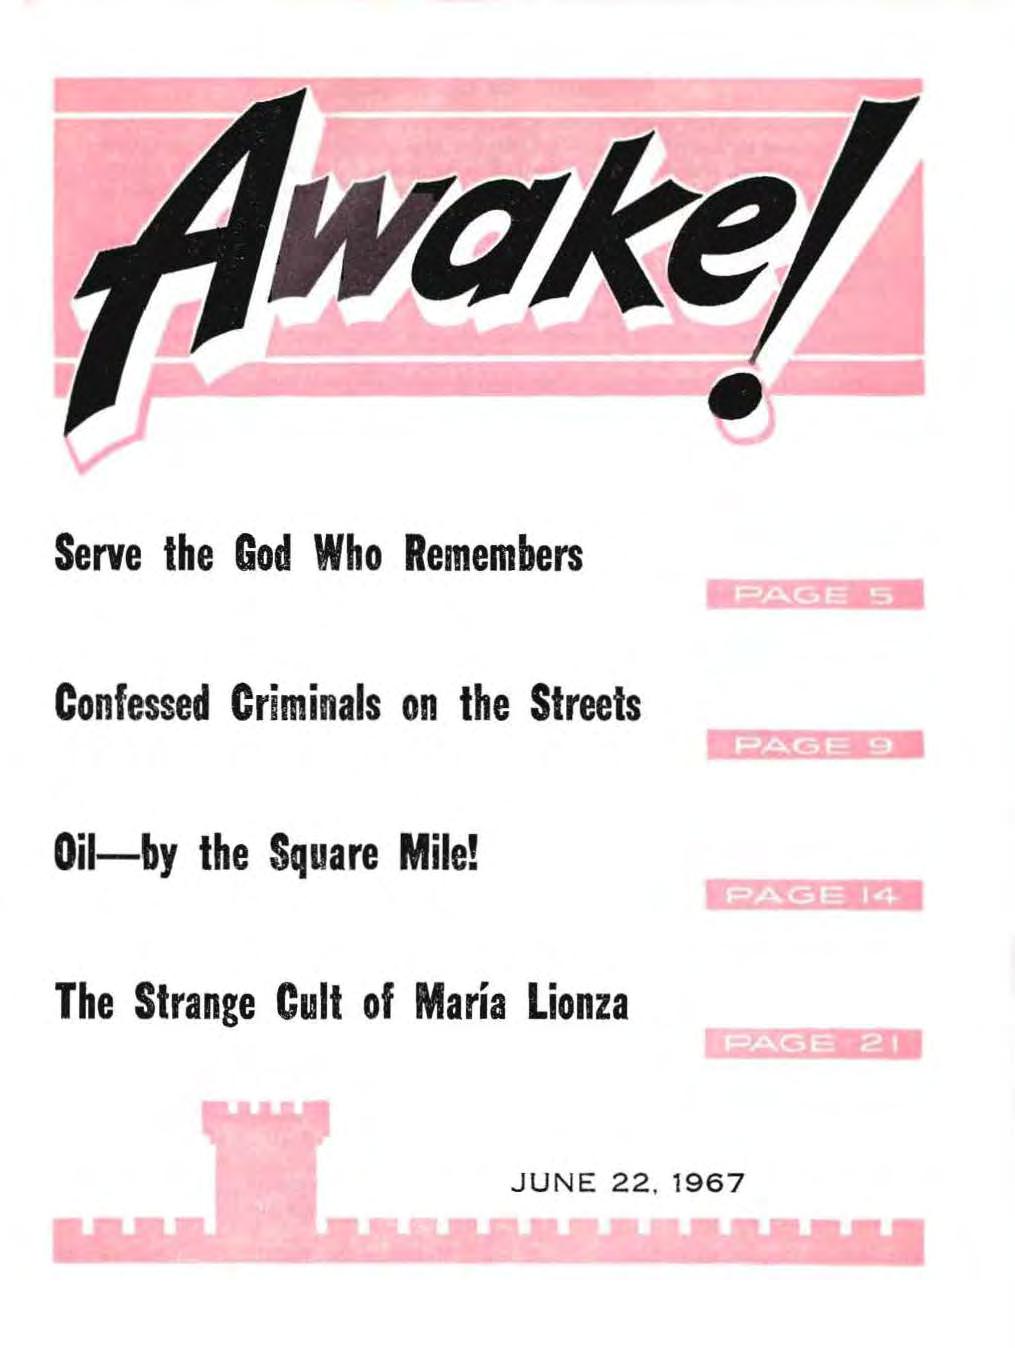 Awake!
Serve the God Who Remembers
PAGE 5
Confessed Criminals on the Streets
PAGE 9
Oil—by the Square Mile!
PAGE 14
The Strange Cult of María Lionza
PAGE 21
JUNE 22, 1967